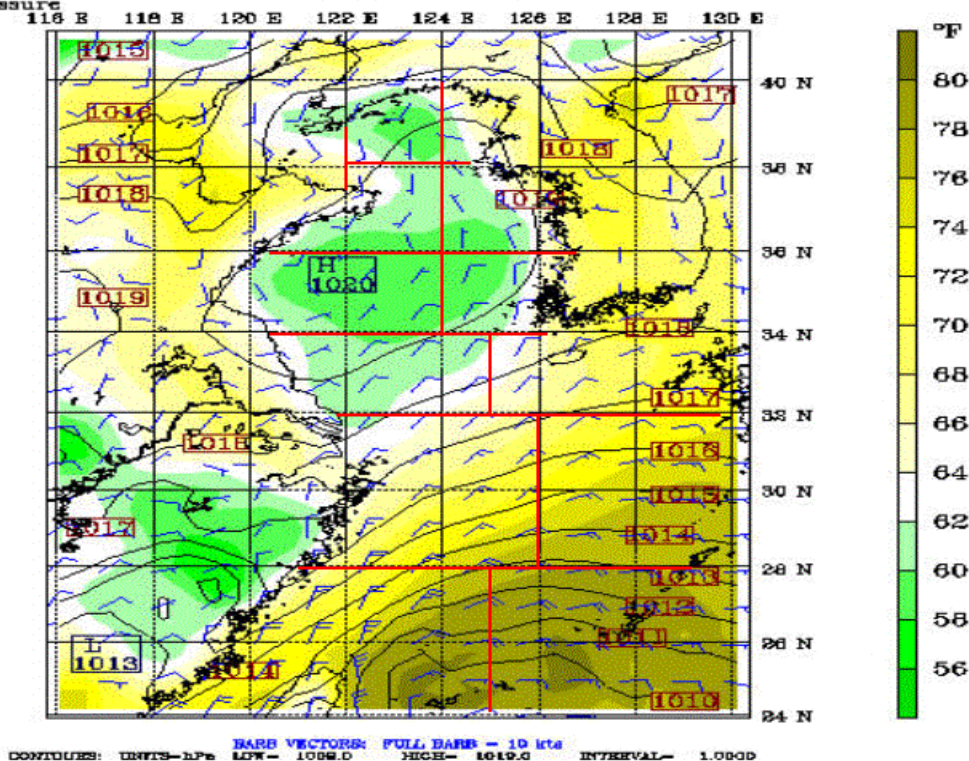 ssure
116 E 118 E 120 E 122 E 124 E 126 E 128 E 130 E
°F
1015
40 N
80
1016
1017
78
1017
1018
38 N
76
1018
36 N
74
H
1020
72
1019
34 N
1018
70
32 N
1017
68
1018
1016
66
30 N
1015
64
1017
1014
62
28 N
1013
60
1012
1011
58
L
1013
26 N
56
1014
1010
24 N
BARB VECTORS: FULL BARB = 10 kts
CONTOURS: UNITS=hPa LOW= 1009.0 HIGH= 1019.0 INTERVAL= 1.0000